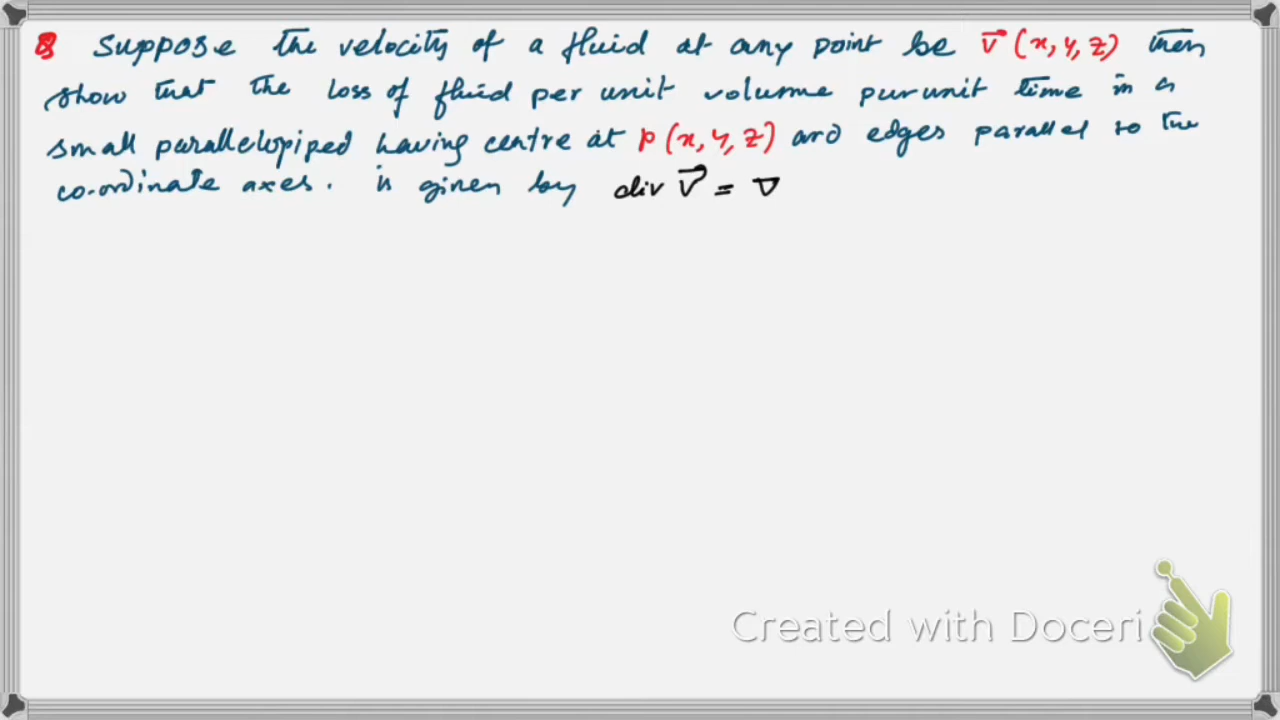 Q Suppose the velocity of a fluid at any point be v⃗ (x, y, z) then
show that the loss of fluid per unit volume per unit time in a
small parallelopiped having centre at P(x, y, z) and edges parallel to the
co-ordinate axes. is given by div V⃗ = ∇
Created with Doceri